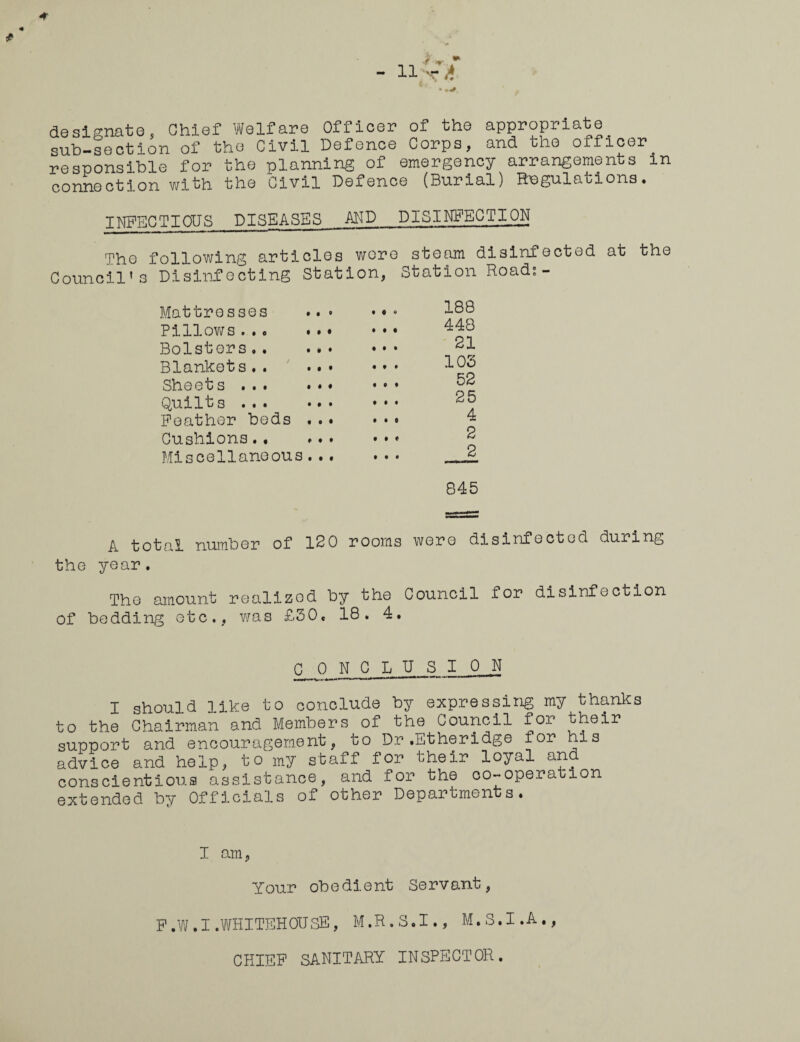 - 11 -
designate, Chief Welfare Officer of the appropriate
sub-section of the Civil Defence Corps, and the officer
responsible for the planning of emergency arrangements in
connection with the Civil Defence (Burial) Regulations.
INFECTIOUS DISEASES AND DISINFECTION
The following articles were steam disinfected at the
Council's Disinfecting Station, Station Road:-
Mattresses ... ... 188
Pillows... ... ... 448
Bolsters.. ... ... 21
Blankets.. ... ... 103
Sheets ... ... ... 52
Quilts ... ... ... 25
Feather beds ... ... 4
Cushions.. ... ... 2
Miscellaneous... ... 2
845
A total number of 120 rooms were disinfected during
the year.
The amount realized by the Council for disinfection
of bedding etc., was £30. 18. 4.
CONCLUSION
I should like to conclude by expressing my thanks
to the Chairman and Members of the Council for their
support and encouragement, to Dr.Etheridge for his
advice and help, to my staff for their loyal and
conscientious assistance, and for the co-operation
extended by Officials of other Departments.
I am,
Your obedient Servant,
F.W.I.WHITEHOUSE, M.R.S.I., M.S.I.A.,
CHIEF SANITARY INSPECTOR.